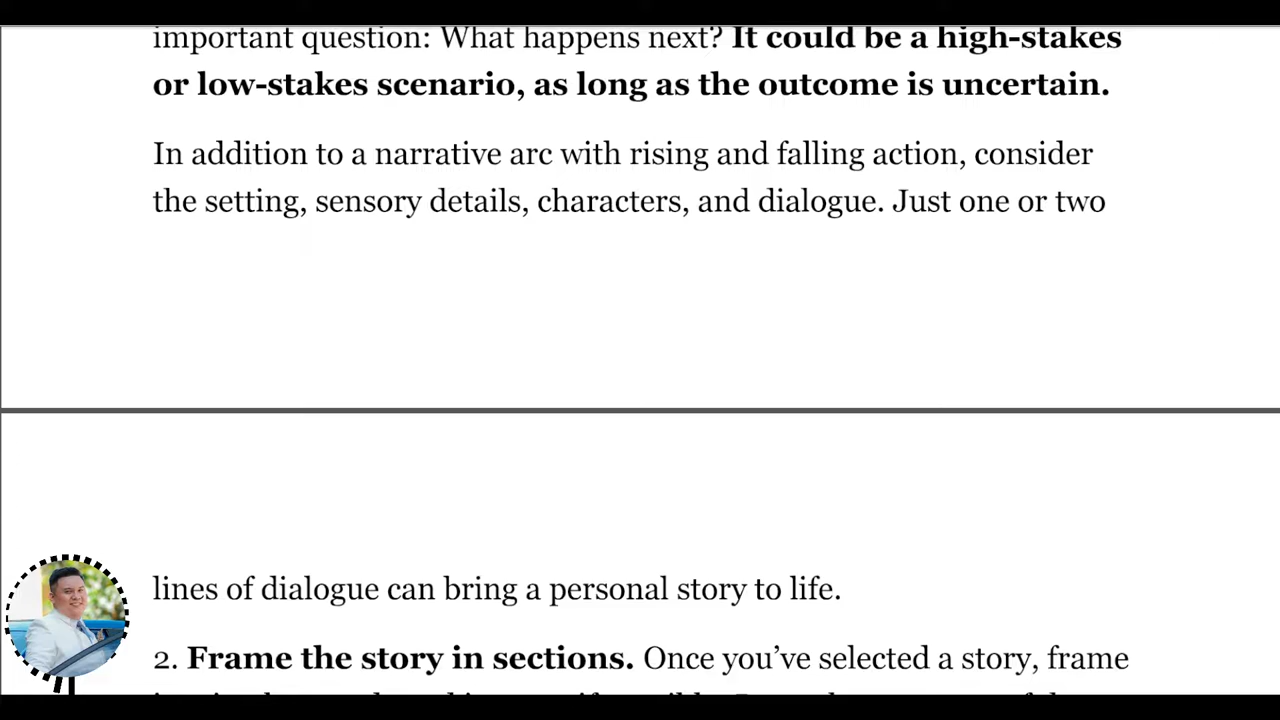 important question: What happens next? It could be a high-stakes
or low-stakes scenario, as long as the outcome is uncertain.
In addition to a narrative arc with rising and falling action, consider
the setting, sensory details, characters, and dialogue. Just one or two
lines of dialogue can bring a personal story to life.
2. Frame the story in sections. Once you’ve selected a story, frame